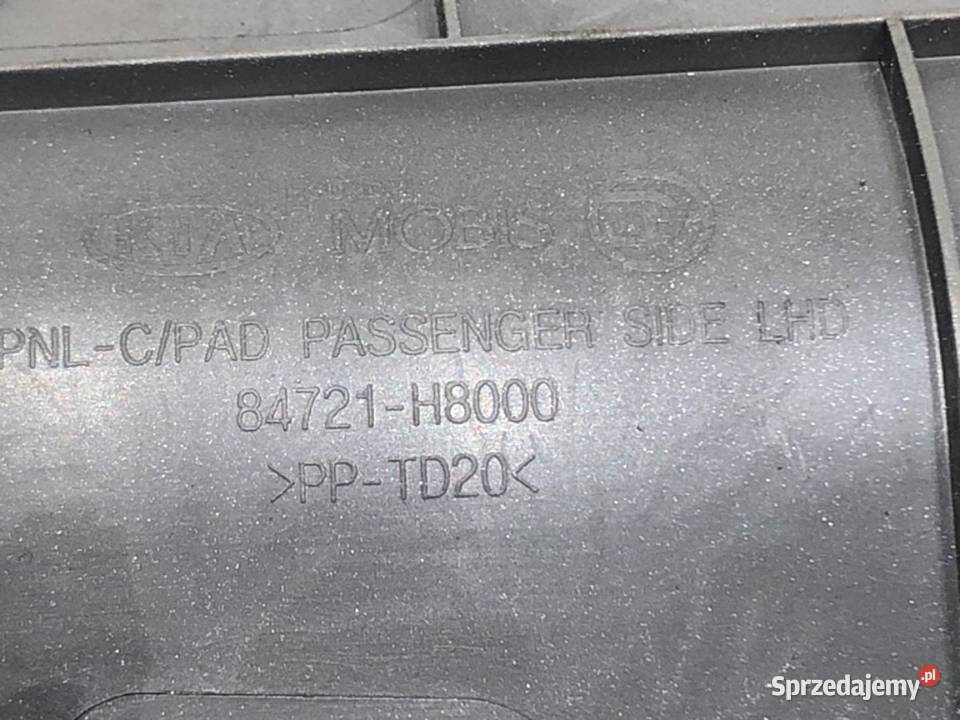 KIA MOBIS
PNL-C/PAD PASSENGER SIDE LHD
84721-H8000
>PP-TD20<
Sprzedajemy.pl